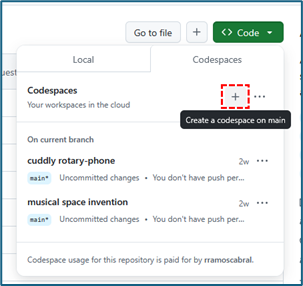 Go to file
+
<> Code
Local
Codespaces
Codespaces
Your workspaces in the cloud
+ ...
Create a codespace on main
On current branch
cuddly rotary-phone
2w ...
main* Uncommitted changes • You don't have push per...
musical space invention
2w ...
main* Uncommitted changes • You don't have push per...
Codespace usage for this repository is paid for by rramoscabral.